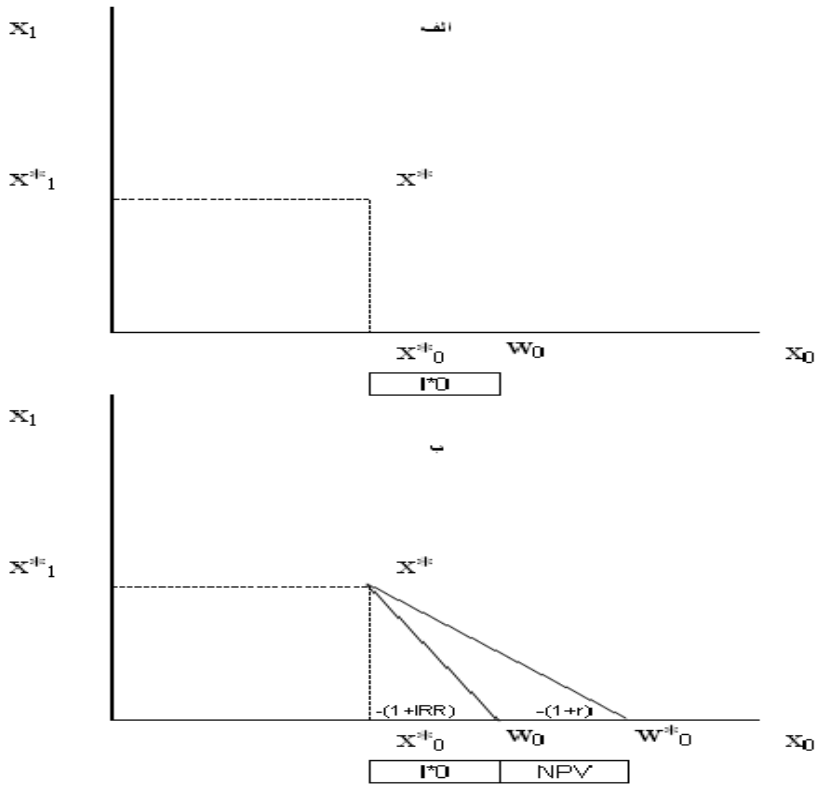 X₁
الف
X*₁ X*
X*₀ W₀ X₀
I*0
X₁
ب
X*₁ X*
-(1+IRR) -(1+r)
X*₀ W₀ W*₀ X₀
I*0 NPV